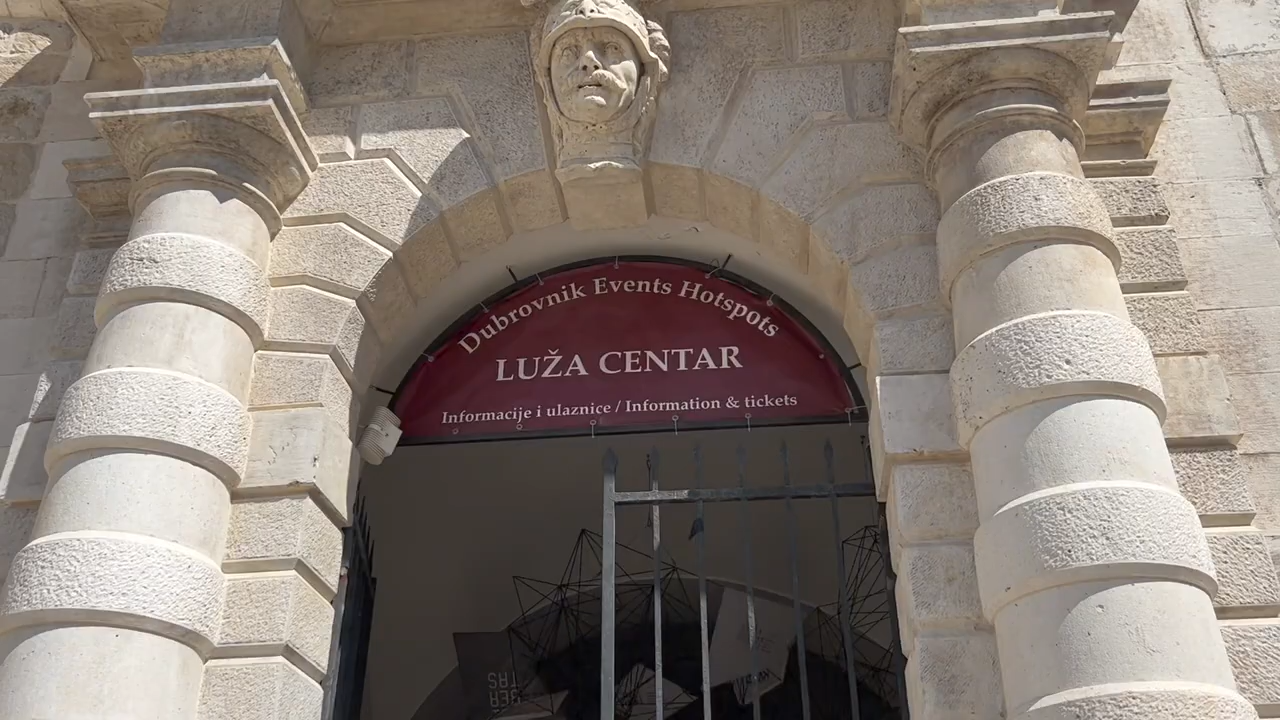 Dubrovnik Events Hotspots
LUŽA CENTAR
Informacije i ulaznice / Information & tickets